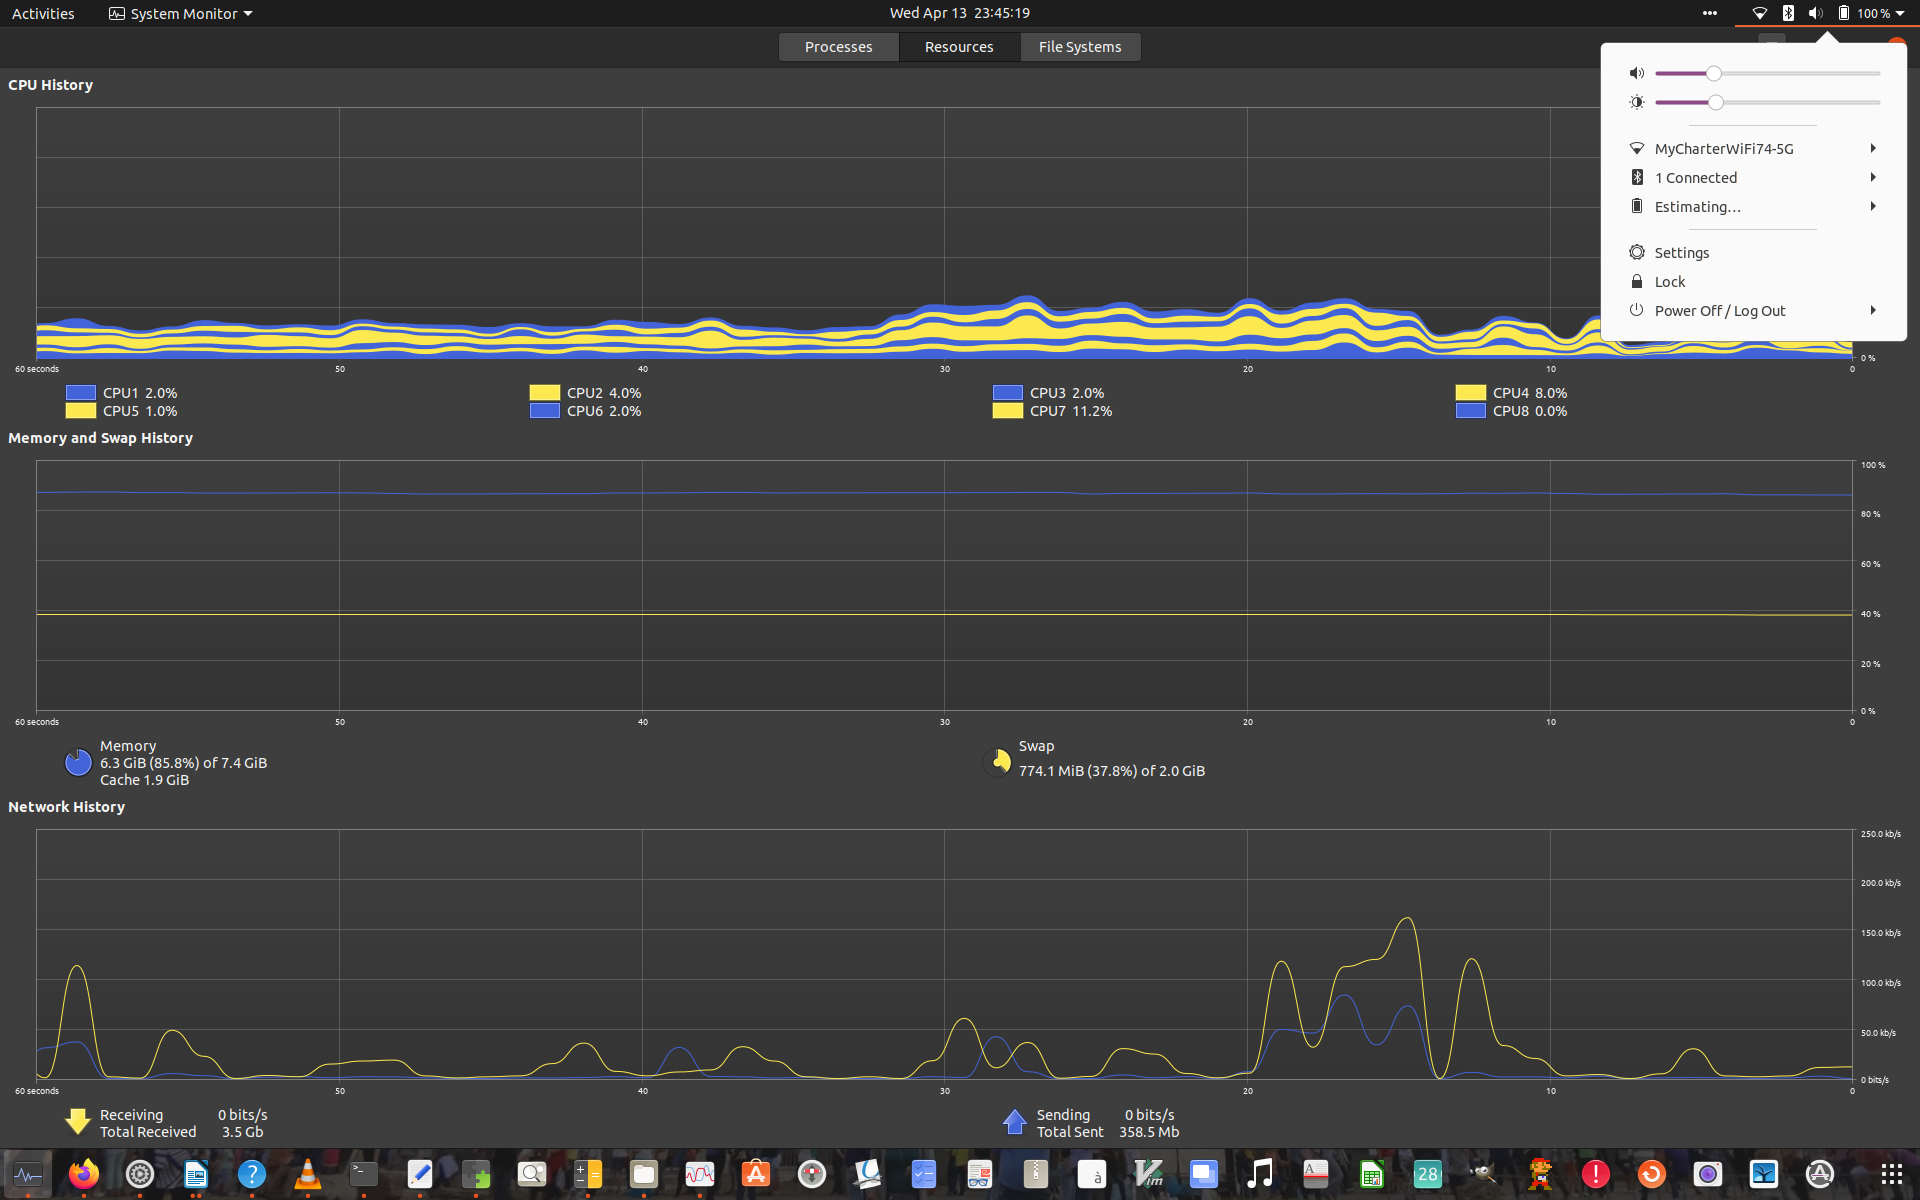 Activities System Monitor Wed Apr 13 23:45:19 100 %
Processes Resources File Systems
CPU History
MyCharterWiFi74-5G
1 Connected
Estimating…
Settings
Lock
Power Off / Log Out
0 %
60 seconds 50 40 30 20 10 0
CPU1 2.0% CPU2 4.0% CPU3 2.0% CPU4 8.0%
CPU5 1.0% CPU6 2.0% CPU7 11.2% CPU8 0.0%
Memory and Swap History
100 %
80 %
60 %
40 %
20 %
0 %
60 seconds 50 40 30 20 10 0
Memory
6.3 GiB (85.8%) of 7.4 GiB
Cache 1.9 GiB
Swap
774.1 MiB (37.8%) of 2.0 GiB
Network History
250.0 kb/s
200.0 kb/s
150.0 kb/s
100.0 kb/s
50.0 kb/s
0 bits/s
60 seconds 50 40 30 20 10 0
Receiving 0 bits/s
Total Received 3.5 Gb
Sending 0 bits/s
Total Sent 358.5 Mb
>_ ? à Vim A 28 !